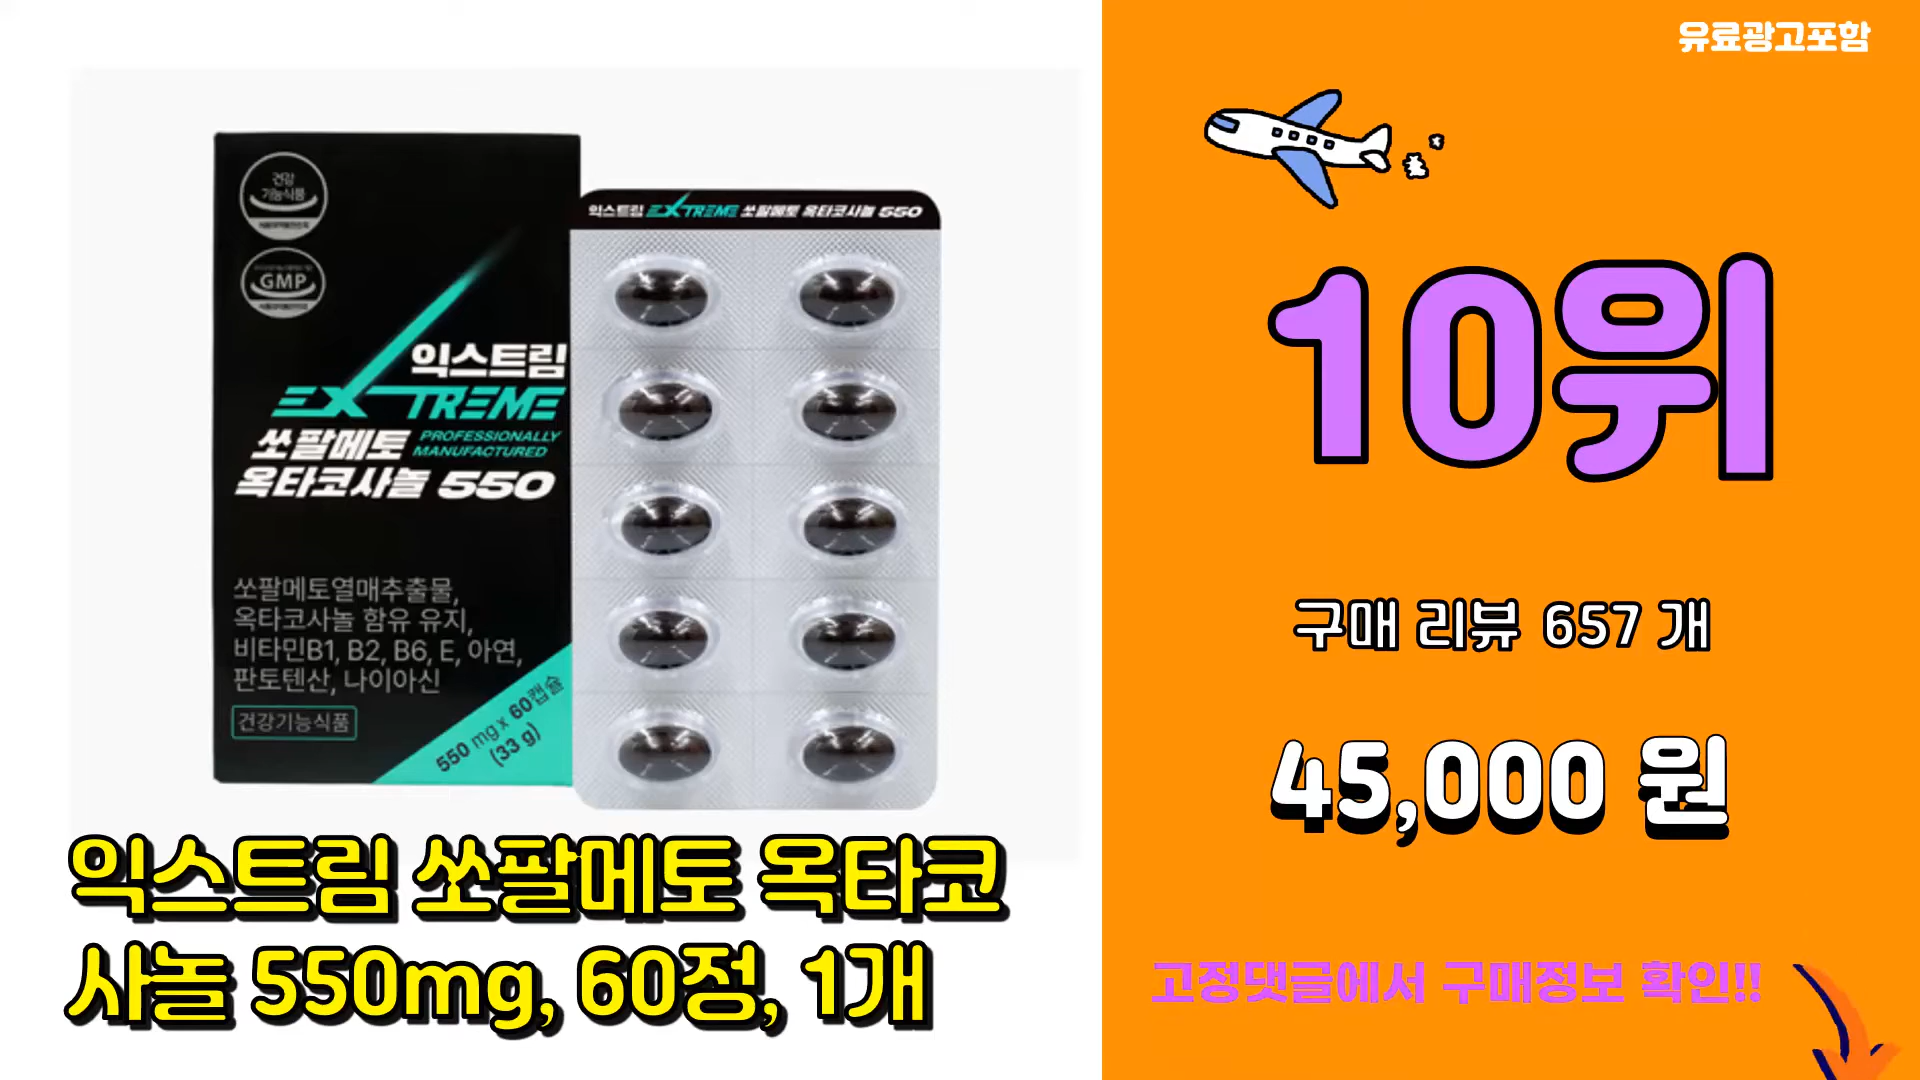 유료광고포함
건강
기능식품
GMP
익스트림
EXTREME
쏘팔메토 PROFESSIONALLY
MANUFACTURED
옥타코사놀 550
쏘팔메토열매추출물,
옥타코사놀 함유 유지,
비타민B1, B2, B6, E, 아연,
판토텐산, 나이아신
건강기능식품
550 mg x 60캡슐
(33 g)
익스트림 EXTREME 쏘팔메토 옥타코사놀 550
10위
구매 리뷰 657 개
45,000 원
익스트림 쏘팔메토 옥타코
사놀 550mg, 60정, 1개
고정댓글에서 구매정보 확인!!